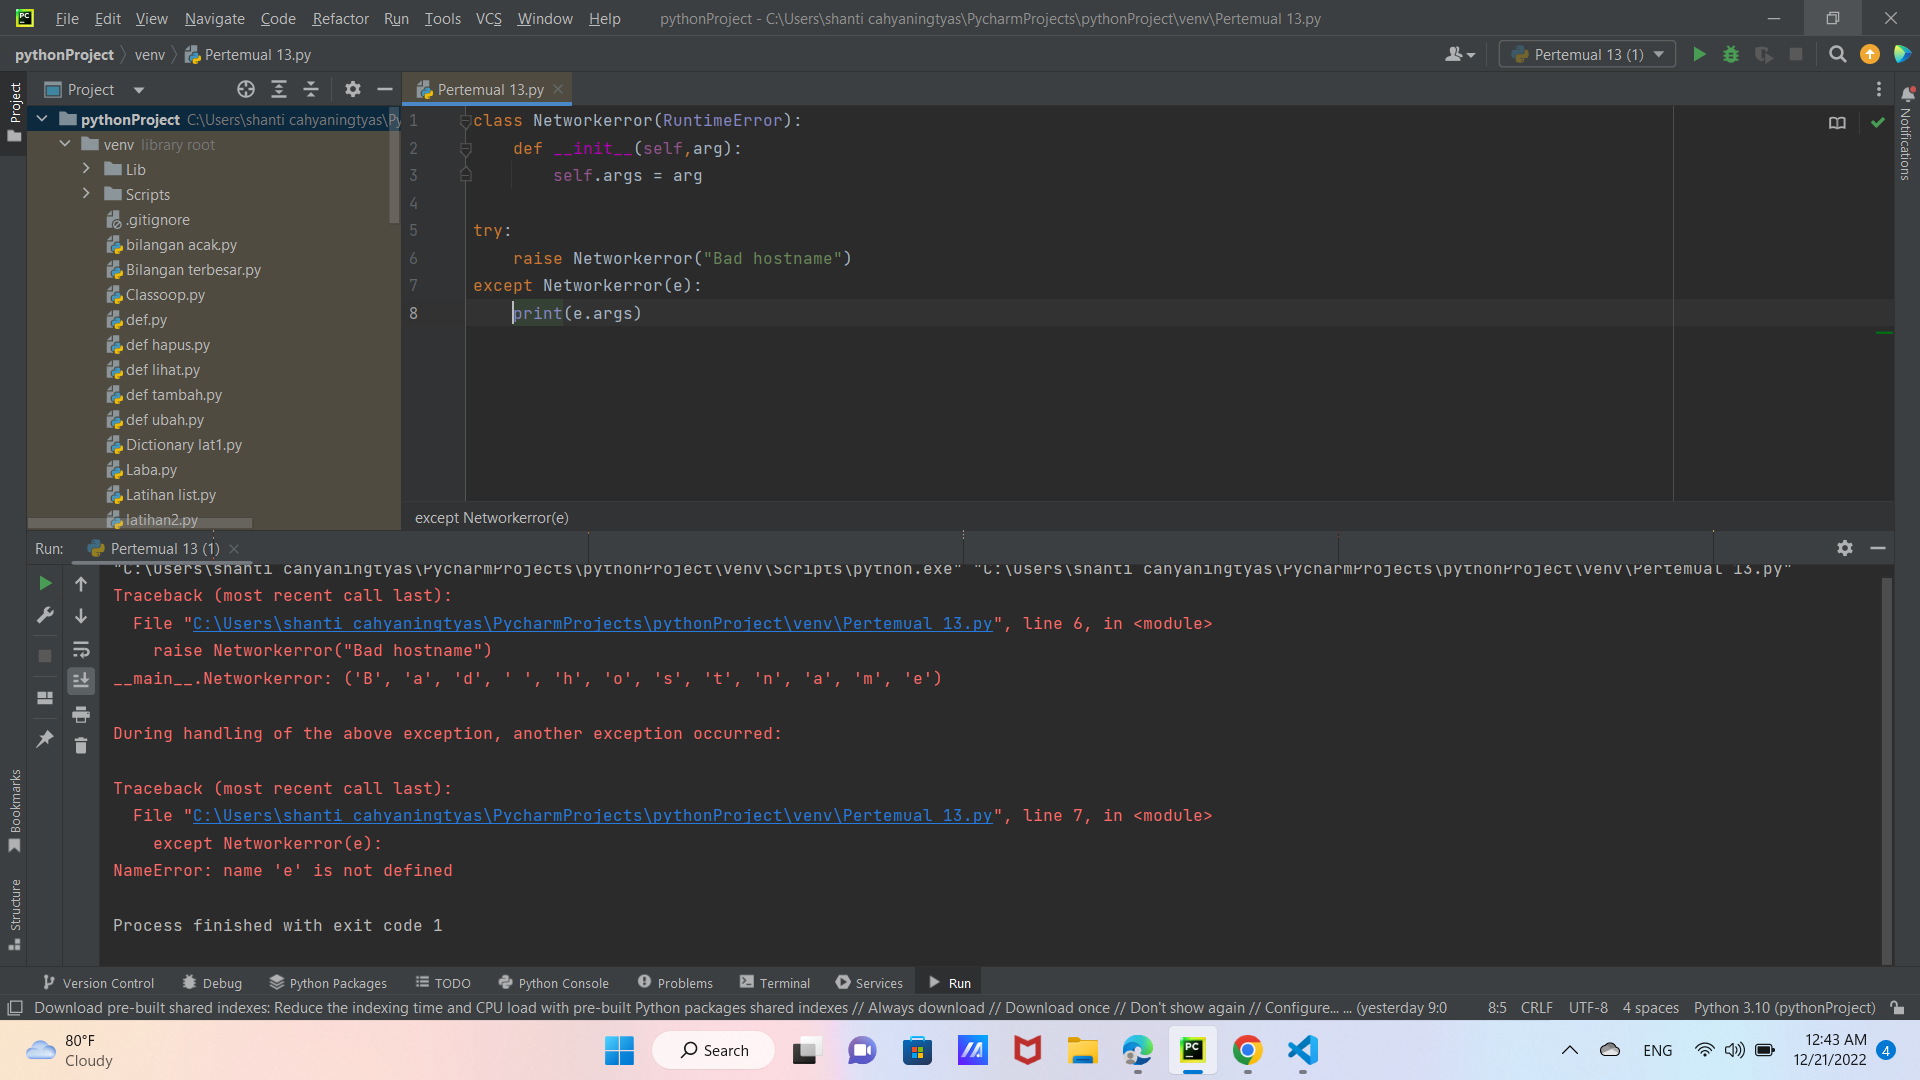 File Edit View Navigate Code Refactor Run Tools VCS Window Help pythonProject - C:\Users\shanti cahyaningtyas\PycharmProjects\pythonProject\venv\Pertemual 13.py
pythonProject venv Pertemual 13.py Pertemual 13 (1)
Project Project Pertemual 13.py
pythonProject C:\Users\shanti cahyaningtyas\Py
venv library root
Lib
Scripts
.gitignore
bilangan acak.py
Bilangan terbesar.py
Classoop.py
def.py
def hapus.py
def lihat.py
def tambah.py
def ubah.py
Dictionary lat1.py
Laba.py
Latihan list.py
latihan2.py
1 class Networkerror(RuntimeError):
2 def __init__(self,arg):
3 self.args = arg
4
5 try:
6 raise Networkerror("Bad hostname")
7 except Networkerror(e):
8 print(e.args)
except Networkerror(e)
Notifications
Run: Pertemual 13 (1)
"C:\Users\shanti cahyaningtyas\PycharmProjects\pythonProject\venv\Scripts\python.exe" "C:\Users\shanti cahyaningtyas\PycharmProjects\pythonProject\venv\Pertemual 13.py"
Traceback (most recent call last):
File "C:\Users\shanti cahyaningtyas\PycharmProjects\pythonProject\venv\Pertemual 13.py", line 6, in <module>
raise Networkerror("Bad hostname")
__main__.Networkerror: ('B', 'a', 'd', ' ', 'h', 'o', 's', 't', 'n', 'a', 'm', 'e')
During handling of the above exception, another exception occurred:
Traceback (most recent call last):
File "C:\Users\shanti cahyaningtyas\PycharmProjects\pythonProject\venv\Pertemual 13.py", line 7, in <module>
except Networkerror(e):
NameError: name 'e' is not defined
Process finished with exit code 1
Bookmarks
Structure
Version Control Debug Python Packages TODO Python Console Problems Terminal Services Run
Download pre-built shared indexes: Reduce the indexing time and CPU load with pre-built Python packages shared indexes // Always download // Download once // Don't show again // Configure... ... (yesterday 9:0 8:5 CRLF UTF-8 4 spaces Python 3.10 (pythonProject)
80°F
Cloudy
Search
PC
ENG
12:43 AM
12/21/2022
4